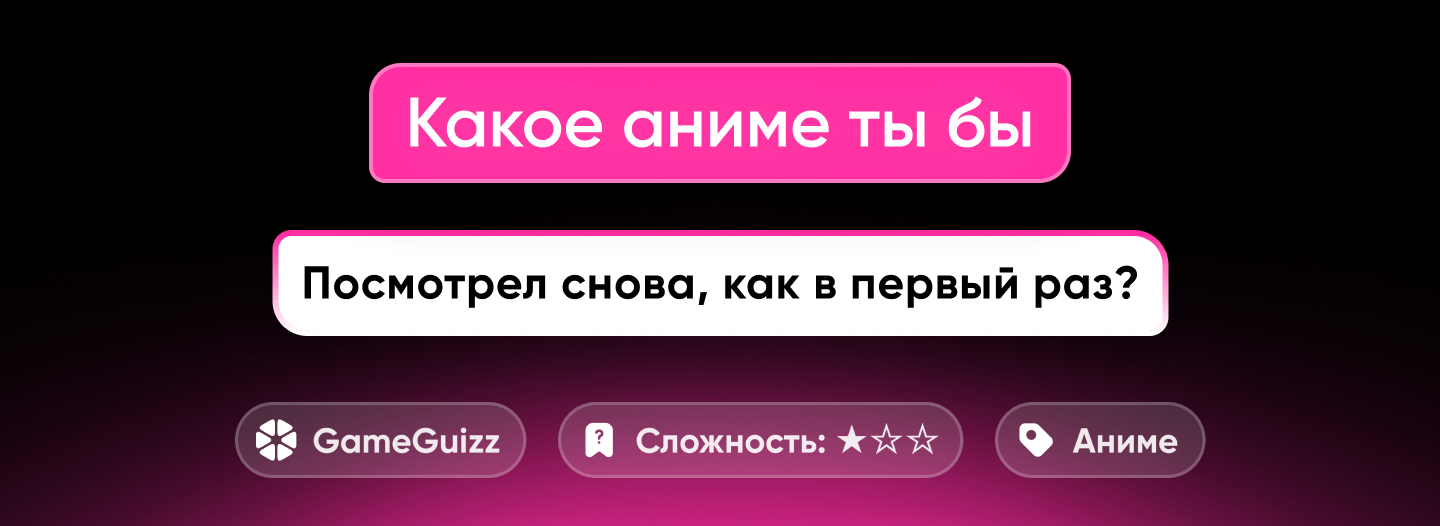 Какое аниме ты бы
Посмотрел снова, как в первый раз?
GameGuizz
Сложность: ★☆☆
Аниме